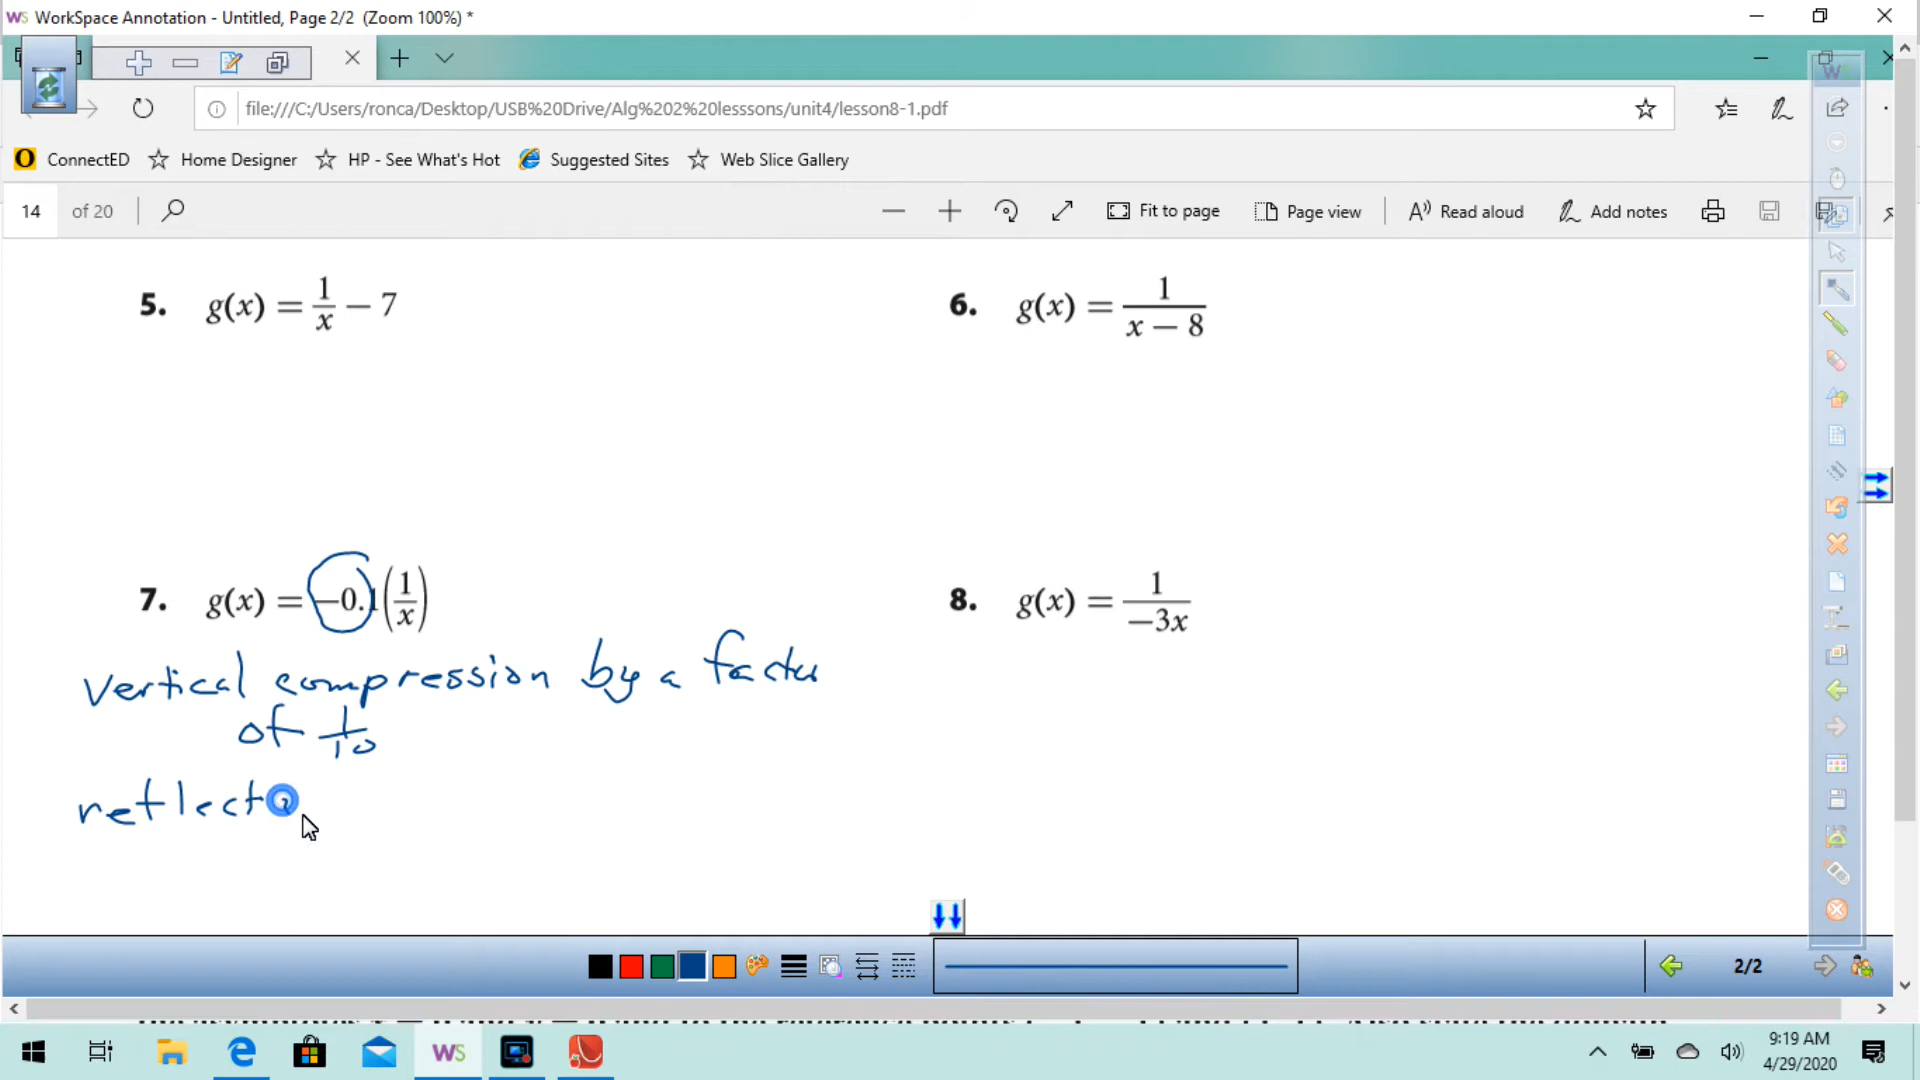 WS WorkSpace Annotation - Untitled, Page 2/2 (Zoom 100%) *
file:///C:/Users/ronca/Desktop/USB%20Drive/Alg%202%20lesssons/unit4/lesson8-1.pdf
ConnectED Home Designer HP - See What's Hot Suggested Sites Web Slice Gallery
14 of 20 Fit to page Page view Read aloud Add notes
5. g(x) = 1/x − 7
6. g(x) = 1/(x − 8)
7. g(x) = −0.1(1/x)
8. g(x) = 1/(−3x)
vertical compression by a factor
of 1/10
reflect
2/2
WS
9:19 AM
4/29/2020